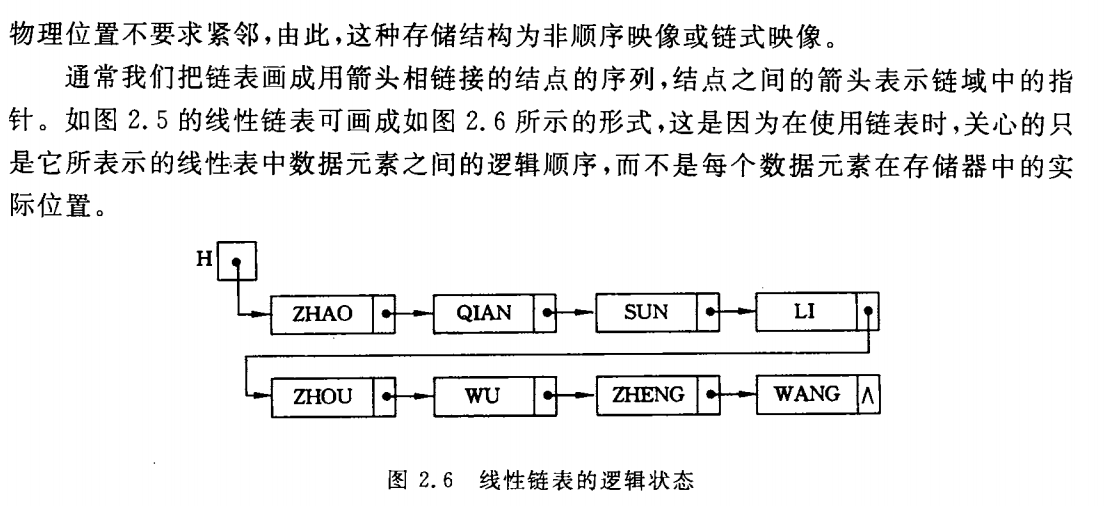 物理位置不要求紧邻,由此,这种存储结构为非顺序映像或链式映像。
通常我们把链表画成用箭头相链接的结点的序列,结点之间的箭头表示链域中的指
针。如图 2.5 的线性链表可画成如图 2.6 所示的形式,这是因为在使用链表时,关心的只
是它所表示的线性表中数据元素之间的逻辑顺序,而不是每个数据元素在存储器中的实
际位置。
H
ZHAO QIAN SUN LI
ZHOU WU ZHENG WANG ∧
图 2.6 线性链表的逻辑状态